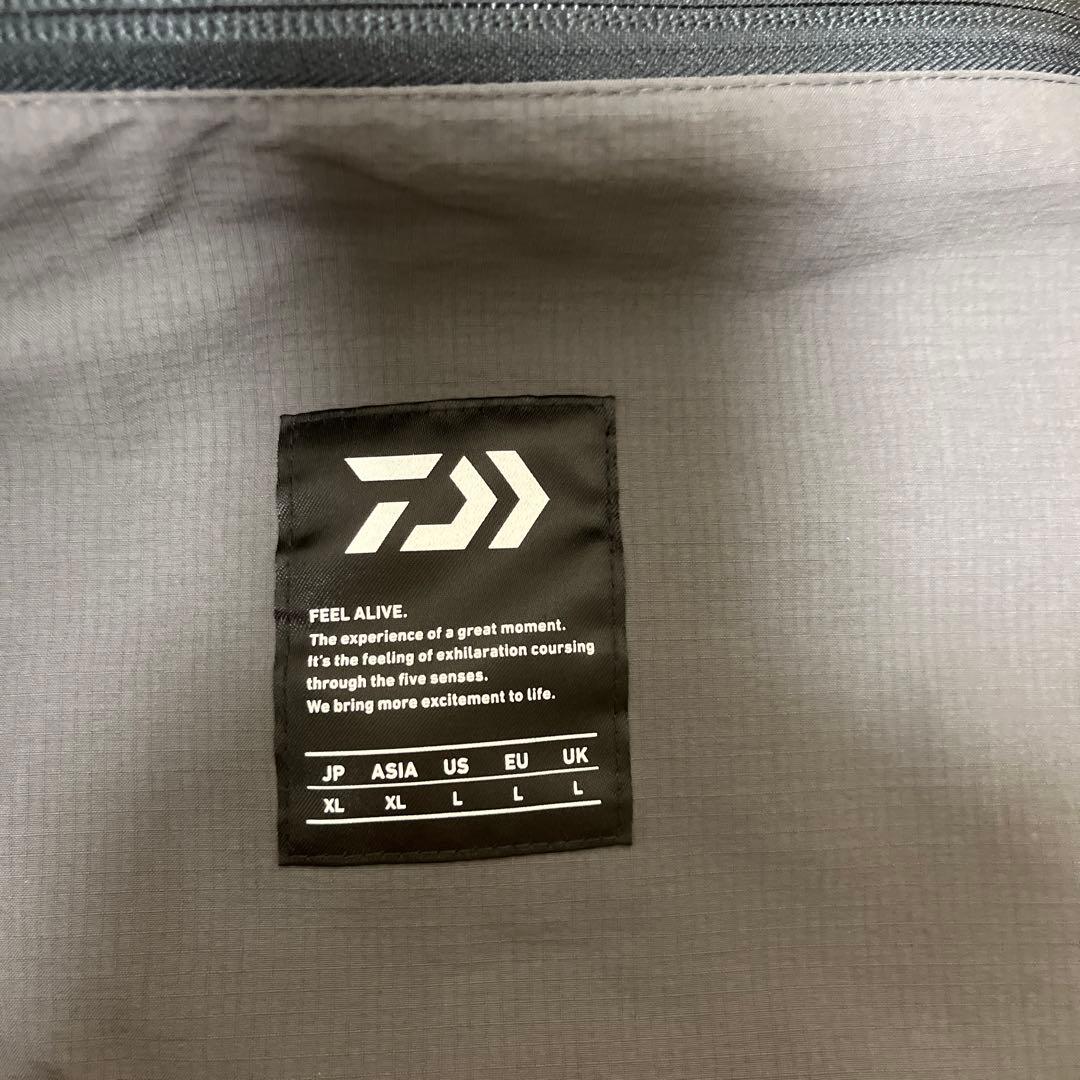 FEEL ALIVE.
The experience of a great moment.
It's the feeling of exhilaration coursing
through the five senses.
We bring more excitement to life.
JP ASIA US EU UK
XL XL L L L